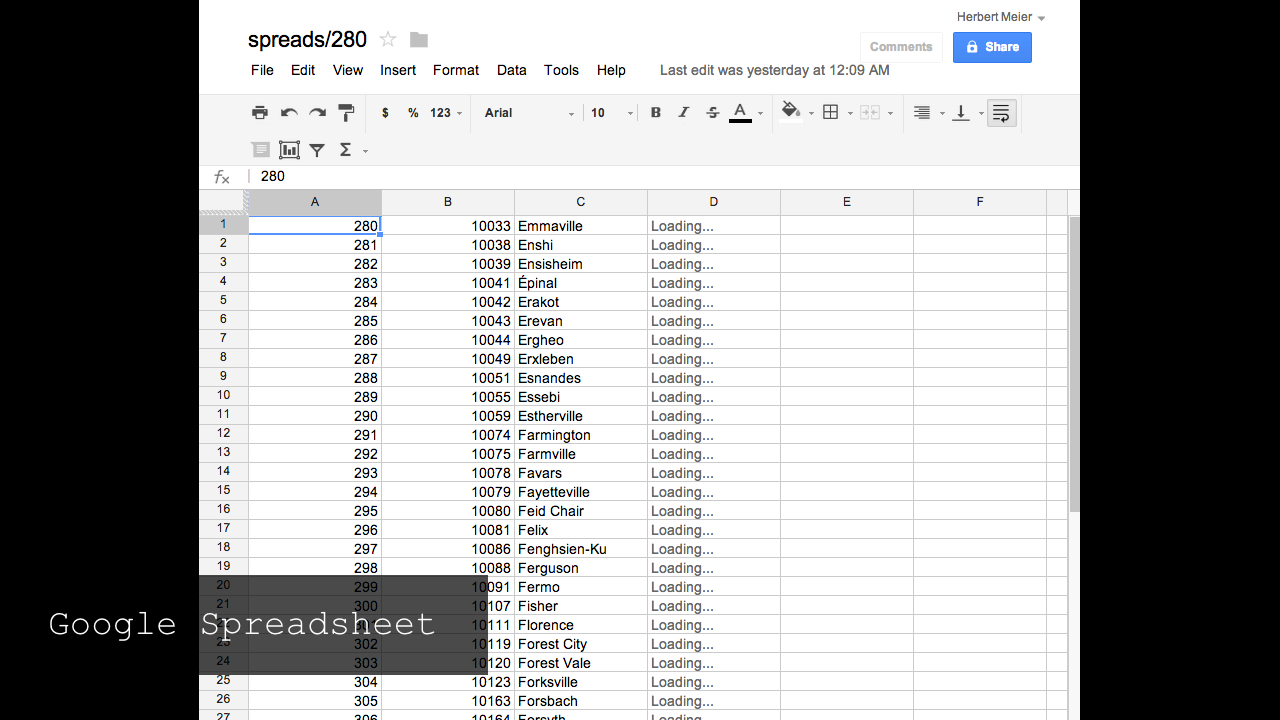 Herbert Meier
spreads/280
Comments Share
File Edit View Insert Format Data Tools Help Last edit was yesterday at 12:09 AM
$ % 123 Arial 10 B I S A
Σ
fx 280
A B C D E F
1 280 10033 Emmaville Loading...
2 281 10038 Enshi Loading...
3 282 10039 Ensisheim Loading...
4 283 10041 Épinal Loading...
5 284 10042 Erakot Loading...
6 285 10043 Erevan Loading...
7 286 10044 Ergheo Loading...
8 287 10049 Erxleben Loading...
9 288 10051 Esnandes Loading...
10 289 10055 Essebi Loading...
11 290 10059 Estherville Loading...
12 291 10074 Farmington Loading...
13 292 10075 Farmville Loading...
14 293 10078 Favars Loading...
15 294 10079 Fayetteville Loading...
16 295 10080 Feid Chair Loading...
17 296 10081 Felix Loading...
18 297 10086 Fenghsien-Ku Loading...
19 298 10088 Ferguson Loading...
20 299 10091 Fermo Loading...
21 300 10107 Fisher Loading...
10111 Florence Loading...
Google Spreadsheet
23 302 10119 Forest City Loading...
24 303 10120 Forest Vale Loading...
25 304 10123 Forksville Loading...
26 305 10163 Forsbach Loading...
27 306 10164 Forsyth Loading...